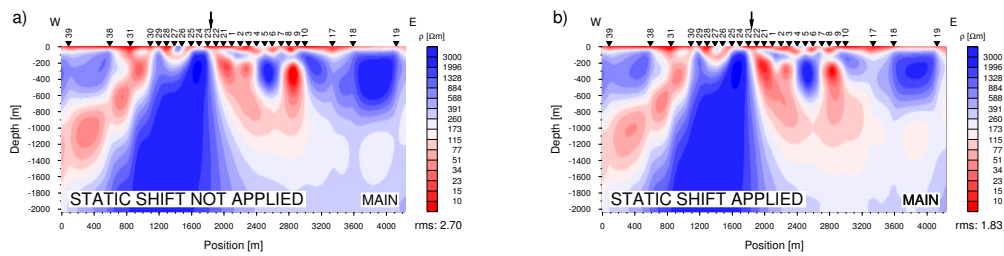 a)
W
E
39 38 31 30 29 28 27 26 25 24 23 22 21 1 2 3 4 5 6 7 8 9 10 17 18 19
ρ [Ωm]
0
-200
-400
-600
-800
-1000
-1200
-1400
-1600
-1800
-2000
Depth [m]
3000
1996
1328
884
588
391
260
173
115
77
51
34
23
15
10
STATIC SHIFT NOT APPLIED
MAIN
0 400 800 1200 1600 2000 2400 2800 3200 3600 4000
rms: 2.70
Position [m]
b)
W
E
39 38 31 30 29 28 27 26 25 24 23 22 21 1 2 3 4 5 6 7 8 9 10 17 18 19
ρ [Ωm]
0
-200
-400
-600
-800
-1000
-1200
-1400
-1600
-1800
-2000
Depth [m]
3000
1996
1328
884
588
391
260
173
115
77
51
34
23
15
10
STATIC SHIFT APPLIED
MAIN
0 400 800 1200 1600 2000 2400 2800 3200 3600 4000
rms: 1.83
Position [m]